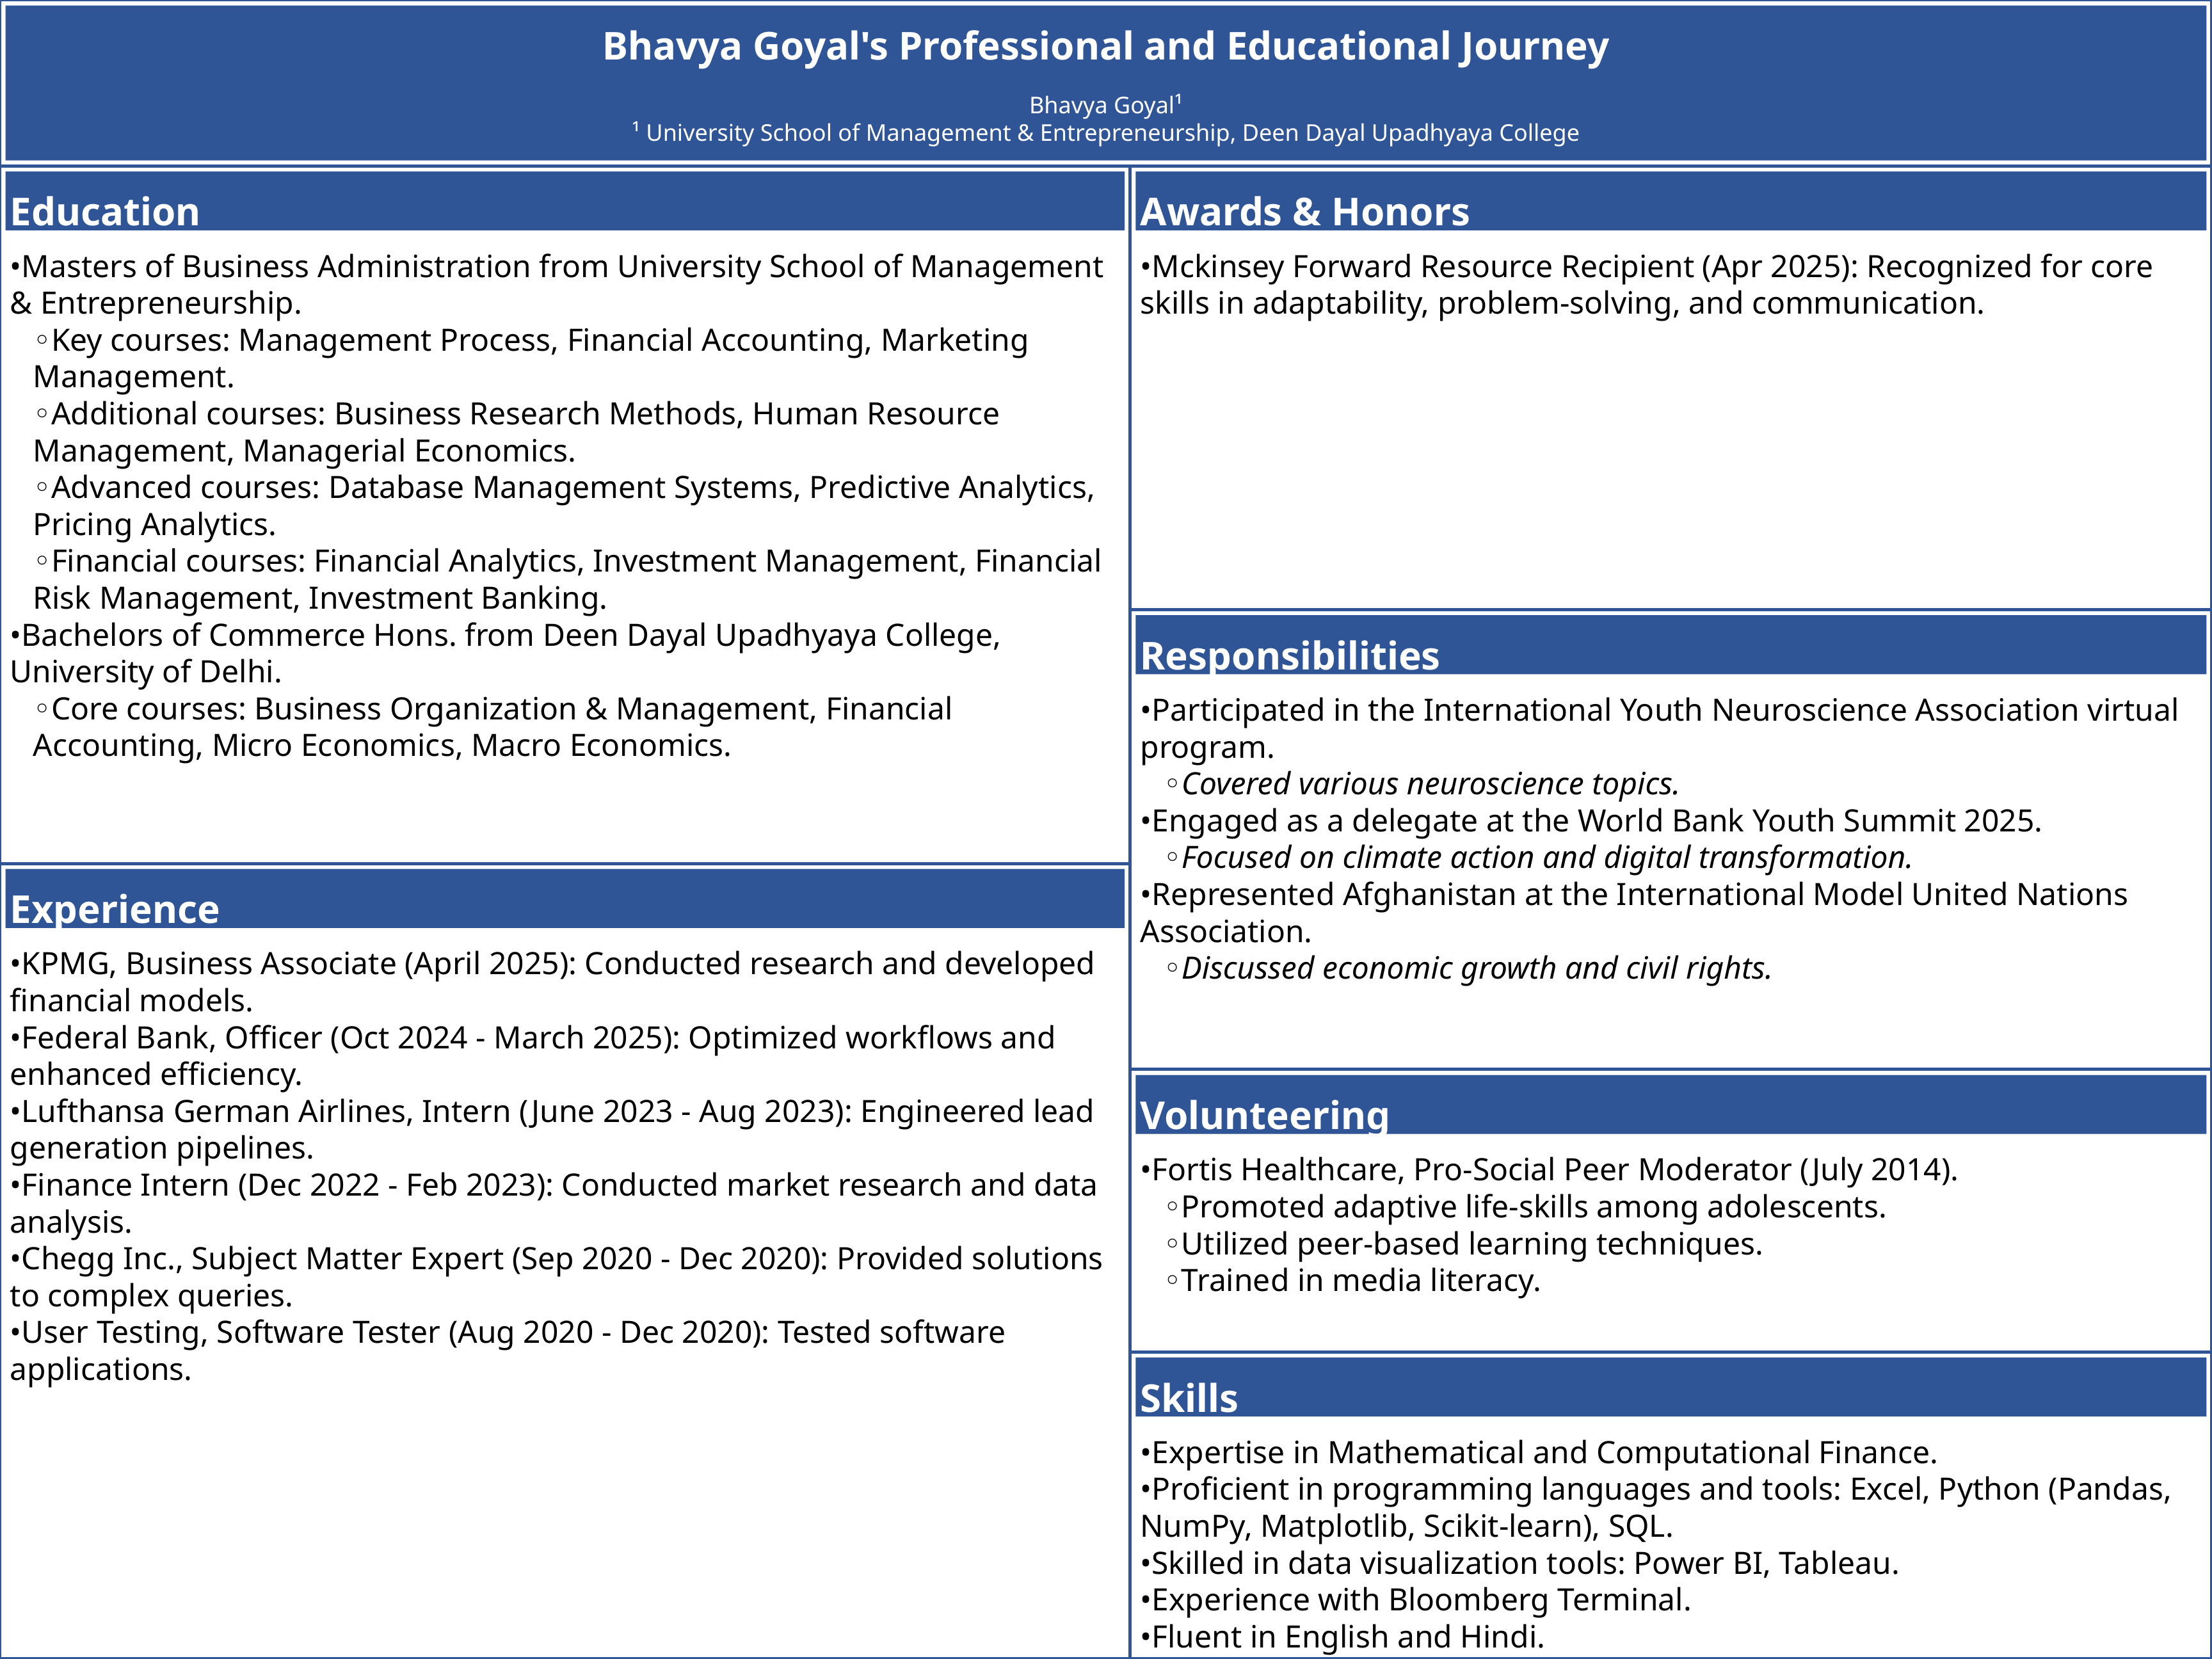 Bhavya Goyal's Professional and Educational Journey
Bhavya Goyal¹
¹ University School of Management & Entrepreneurship, Deen Dayal Upadhyaya College
Education
•Masters of Business Administration from University School of Management
& Entrepreneurship.
◦Key courses: Management Process, Financial Accounting, Marketing
Management.
◦Additional courses: Business Research Methods, Human Resource
Management, Managerial Economics.
◦Advanced courses: Database Management Systems, Predictive Analytics,
Pricing Analytics.
◦Financial courses: Financial Analytics, Investment Management, Financial
Risk Management, Investment Banking.
•Bachelors of Commerce Hons. from Deen Dayal Upadhyaya College,
University of Delhi.
◦Core courses: Business Organization & Management, Financial
Accounting, Micro Economics, Macro Economics.
Experience
•KPMG, Business Associate (April 2025): Conducted research and developed
financial models.
•Federal Bank, Officer (Oct 2024 - March 2025): Optimized workflows and
enhanced efficiency.
•Lufthansa German Airlines, Intern (June 2023 - Aug 2023): Engineered lead
generation pipelines.
•Finance Intern (Dec 2022 - Feb 2023): Conducted market research and data
analysis.
•Chegg Inc., Subject Matter Expert (Sep 2020 - Dec 2020): Provided solutions
to complex queries.
•User Testing, Software Tester (Aug 2020 - Dec 2020): Tested software
applications.
Awards & Honors
•Mckinsey Forward Resource Recipient (Apr 2025): Recognized for core
skills in adaptability, problem-solving, and communication.
Responsibilities
•Participated in the International Youth Neuroscience Association virtual
program.
◦Covered various neuroscience topics.
•Engaged as a delegate at the World Bank Youth Summit 2025.
◦Focused on climate action and digital transformation.
•Represented Afghanistan at the International Model United Nations
Association.
◦Discussed economic growth and civil rights.
Volunteering
•Fortis Healthcare, Pro-Social Peer Moderator (July 2014).
◦Promoted adaptive life-skills among adolescents.
◦Utilized peer-based learning techniques.
◦Trained in media literacy.
Skills
•Expertise in Mathematical and Computational Finance.
•Proficient in programming languages and tools: Excel, Python (Pandas,
NumPy, Matplotlib, Scikit-learn), SQL.
•Skilled in data visualization tools: Power BI, Tableau.
•Experience with Bloomberg Terminal.
•Fluent in English and Hindi.